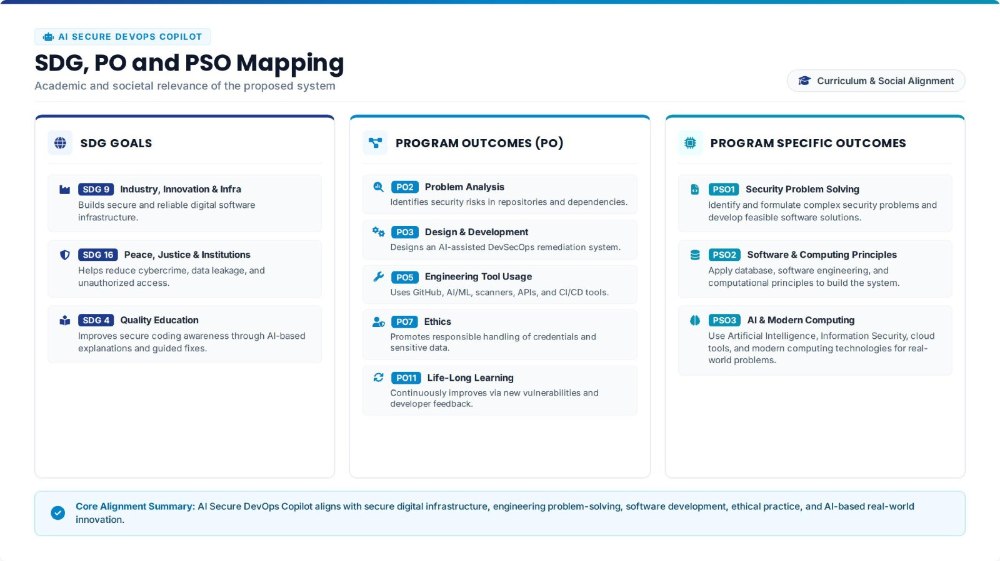 AI SECURE DEVOPS COPILOT
SDG, PO and PSO Mapping
Academic and societal relevance of the proposed system
Curriculum & Social Alignment
SDG GOALS
SDG 9 Industry, Innovation & Infra
Builds secure and reliable digital software
infrastructure.
SDG 16 Peace, Justice & Institutions
Helps reduce cybercrime, data leakage, and
unauthorized access.
SDG 4 Quality Education
Improves secure coding awareness through AI-based
explanations and guided fixes.
PROGRAM OUTCOMES (PO)
PO2 Problem Analysis
Identifies security risks in repositories and dependencies.
PO3 Design & Development
Designs an AI-assisted DevSecOps remediation system.
PO5 Engineering Tool Usage
Uses GitHub, AI/ML, scanners, APIs, and CI/CD tools.
PO7 Ethics
Promotes responsible handling of credentials and
sensitive data.
PO11 Life-Long Learning
Continuously improves via new vulnerabilities and
developer feedback.
PROGRAM SPECIFIC OUTCOMES
PSO1 Security Problem Solving
Identify and formulate complex security problems and
develop feasible software solutions.
PSO2 Software & Computing Principles
Apply database, software engineering, and
computational principles to build the system.
PSO3 AI & Modern Computing
Use Artificial Intelligence, Information Security, cloud
tools, and modern computing technologies for real-
world problems.
Core Alignment Summary: AI Secure DevOps Copilot aligns with secure digital infrastructure, engineering problem-solving, software development, ethical practice, and AI-based real-world
innovation.